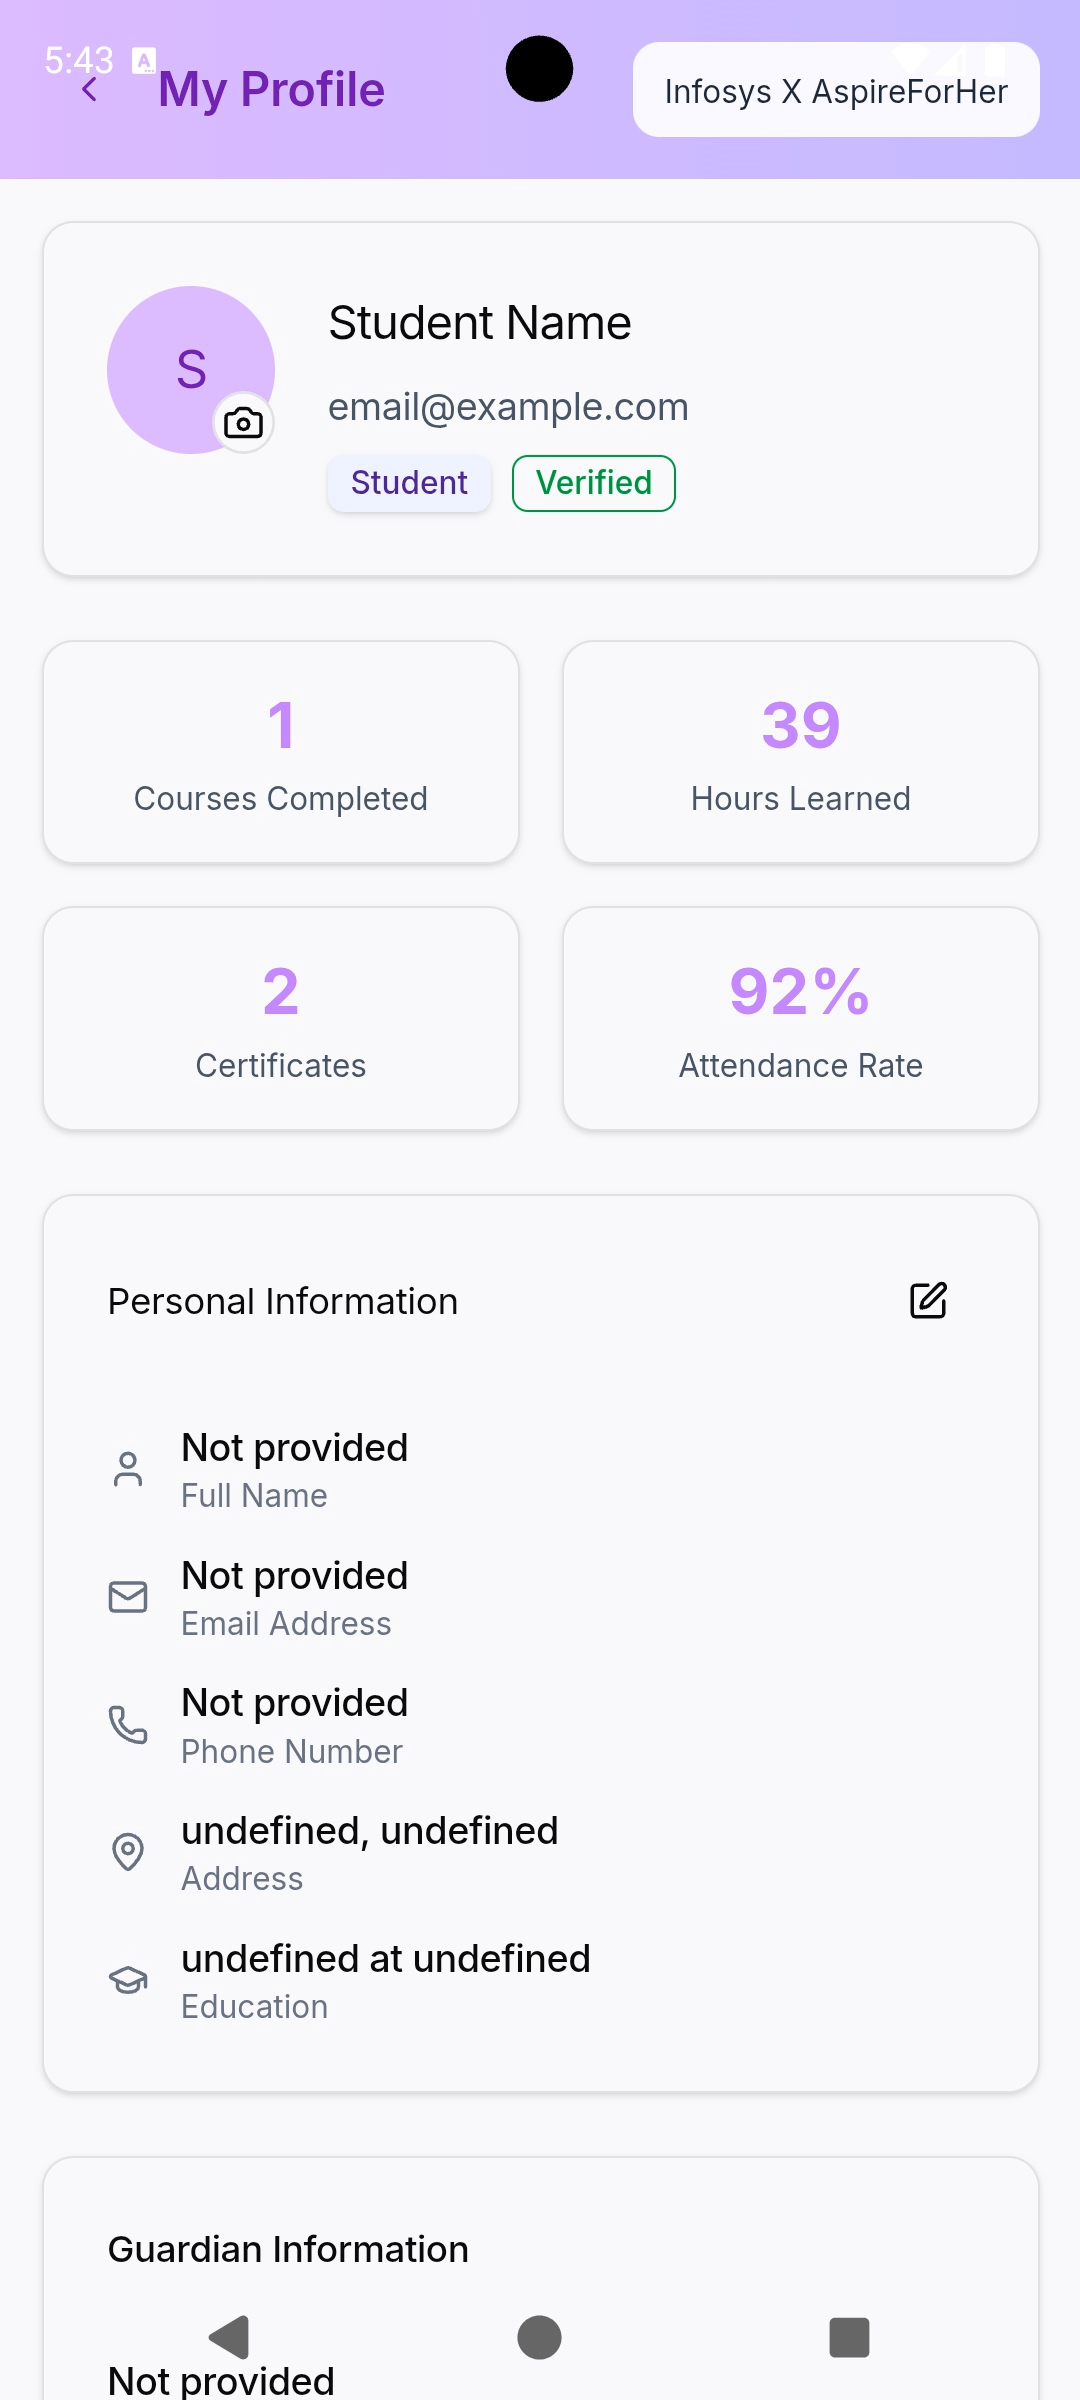 5:43
My Profile
Infosys X AspireForHer
S
Student Name
email@example.com
Student
Verified
1
Courses Completed
39
Hours Learned
2
Certificates
92%
Attendance Rate
Personal Information
Not provided
Full Name
Not provided
Email Address
Not provided
Phone Number
undefined, undefined
Address
undefined at undefined
Education
Guardian Information
Not provided